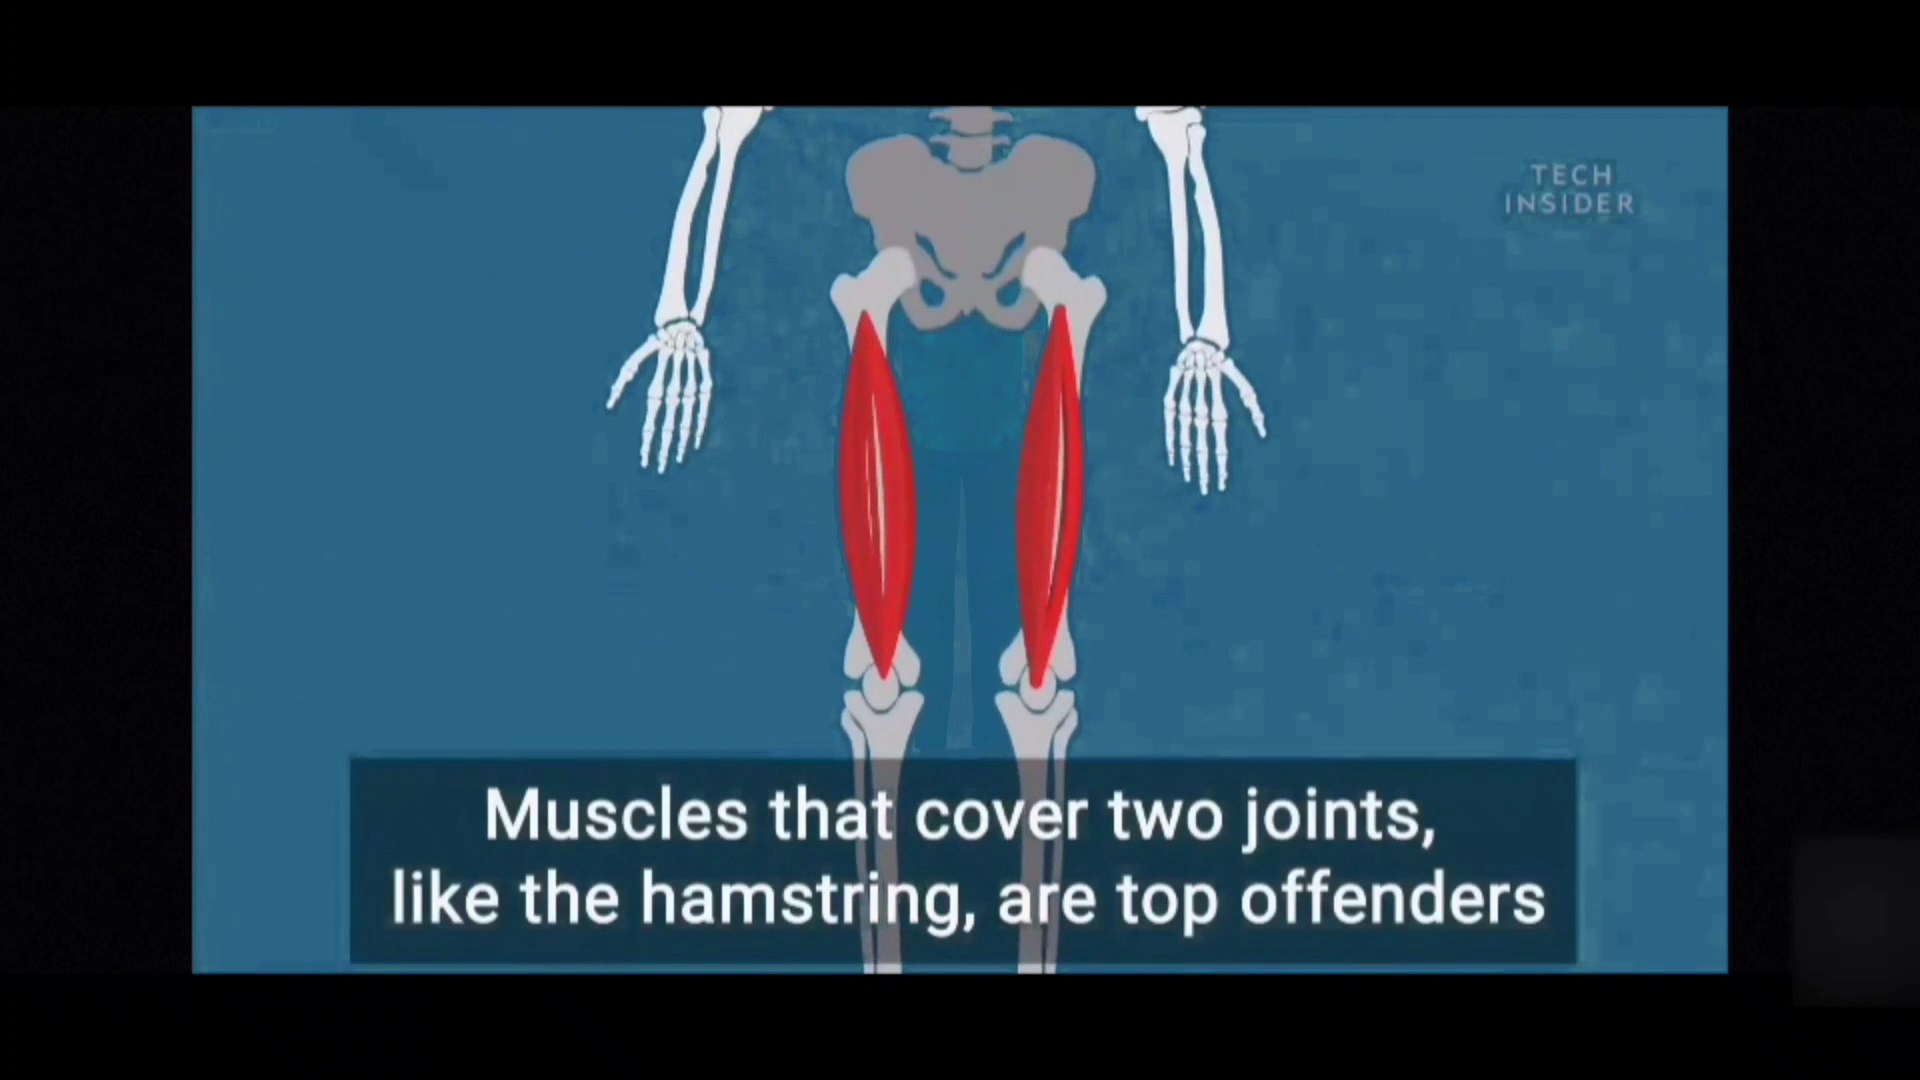 TECH
INSIDER
Muscles that cover two joints,
like the hamstring, are top offenders